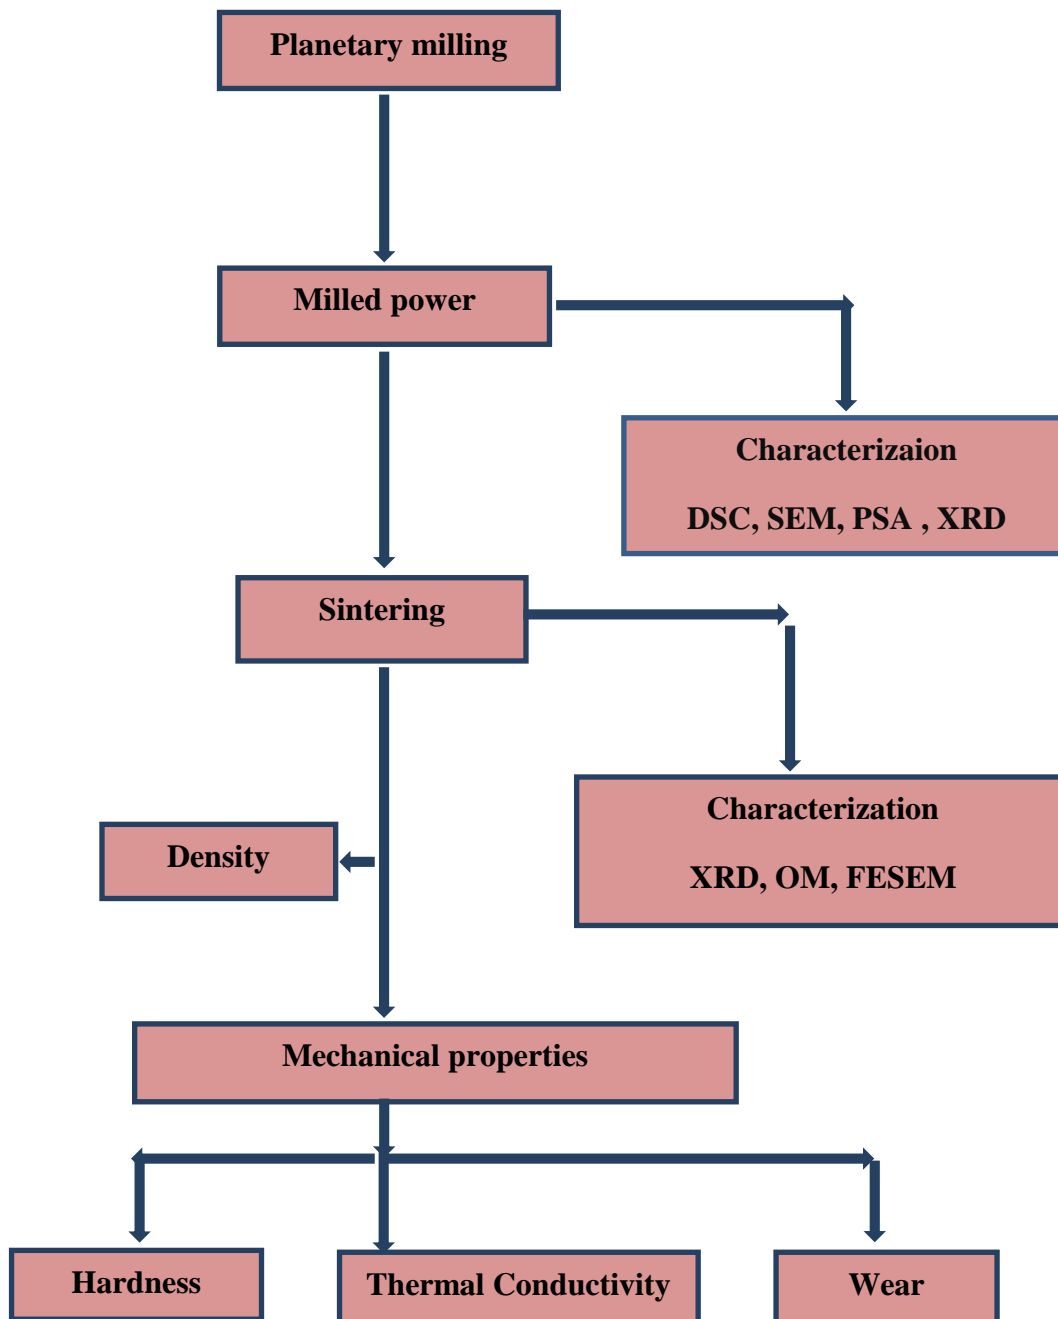 Planetary milling
Milled power
Characterizaion
DSC, SEM, PSA , XRD
Sintering
Characterization
XRD, OM, FESEM
Density
Mechanical properties
Hardness
Thermal Conductivity
Wear